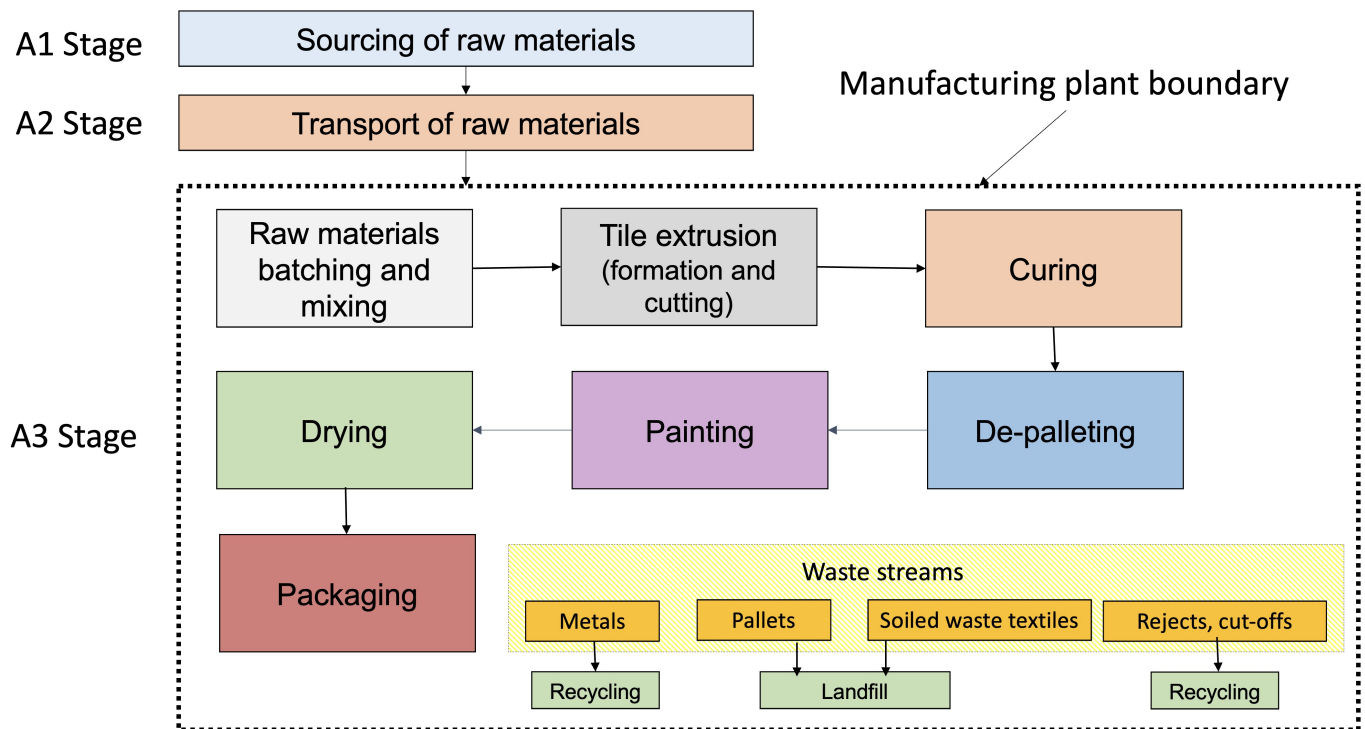 A1 Stage
Sourcing of raw materials
Manufacturing plant boundary
A2 Stage
Transport of raw materials
Raw materials
batching and
mixing
Tile extrusion
(formation and
cutting)
Curing
A3 Stage
Drying
Painting
De-palleting
Packaging
Waste streams
Metals
Pallets
Soiled waste textiles
Rejects, cut-offs
Recycling
Landfill
Recycling